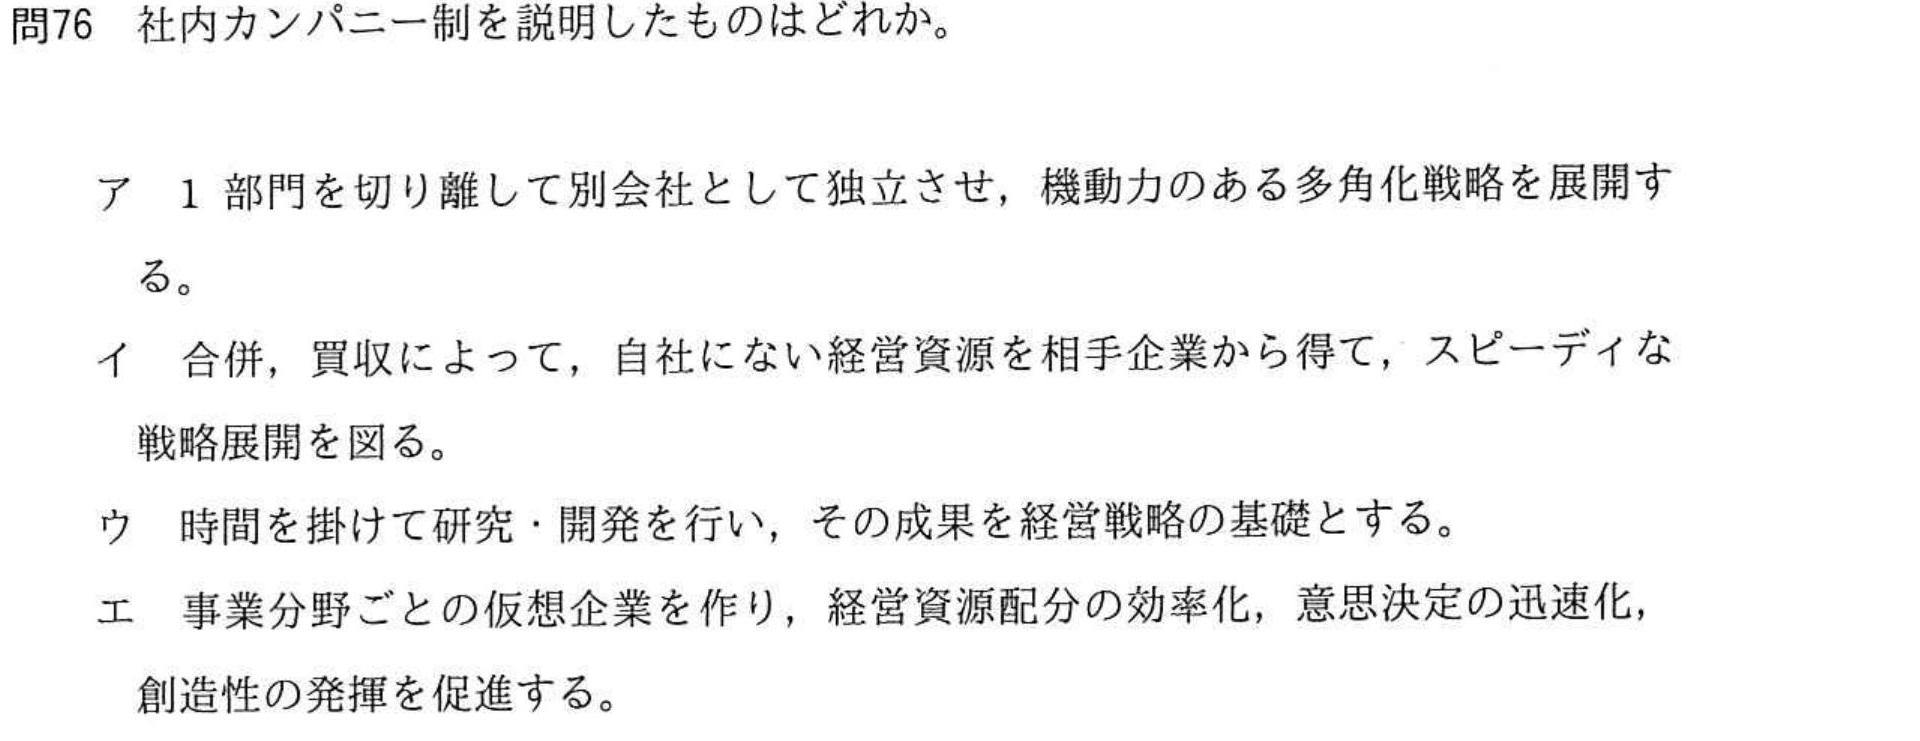 問76　社内カンパニー制を説明したものはどれか。
ア　1 部門を切り離して別会社として独立させ，機動力のある多角化戦略を展開す
る。
イ　合併，買収によって，自社にない経営資源を相手企業から得て，スピーディな
戦略展開を図る。
ウ　時間を掛けて研究・開発を行い，その成果を経営戦略の基礎とする。
エ　事業分野ごとの仮想企業を作り，経営資源配分の効率化，意思決定の迅速化，
創造性の発揮を促進する。